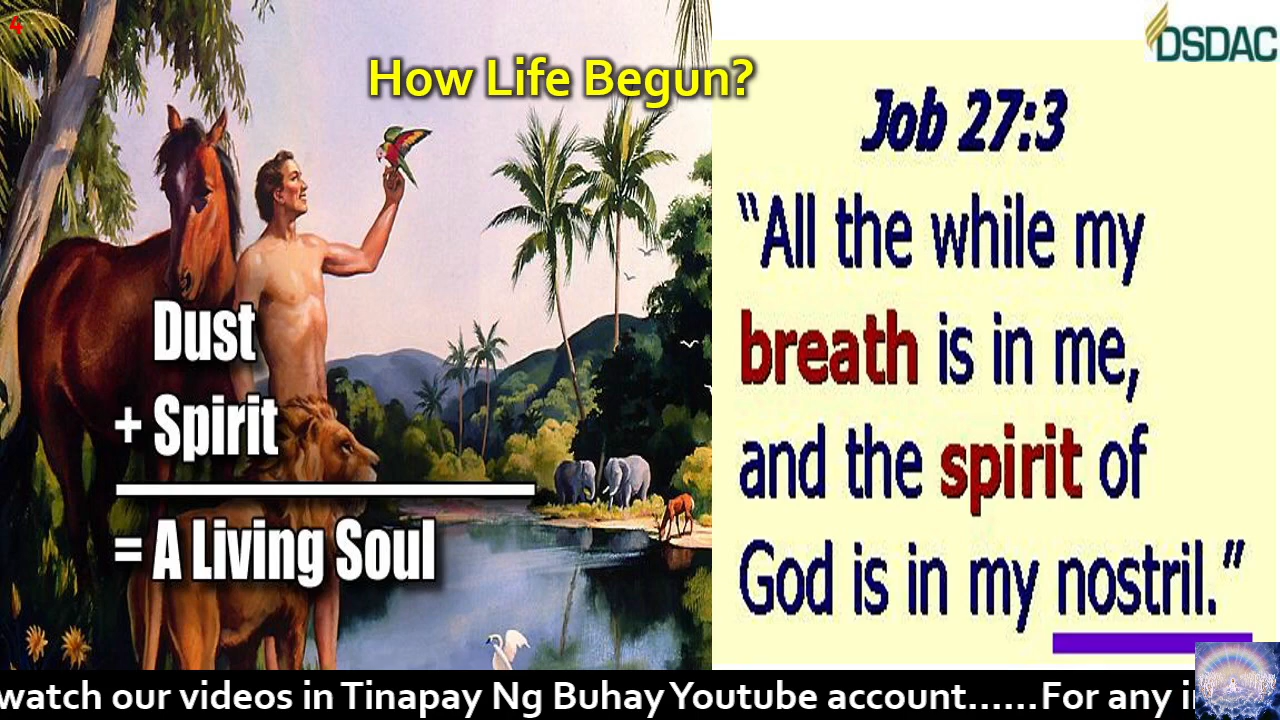 4
How Life Begun?
DSDAC
Dust
+ Spirit
= A Living Soul
Job 27:3
“All the while my
breath is in me,
and the spirit of
God is in my nostril.”
watch our videos in Tinapay Ng Buhay Youtube account......For any i